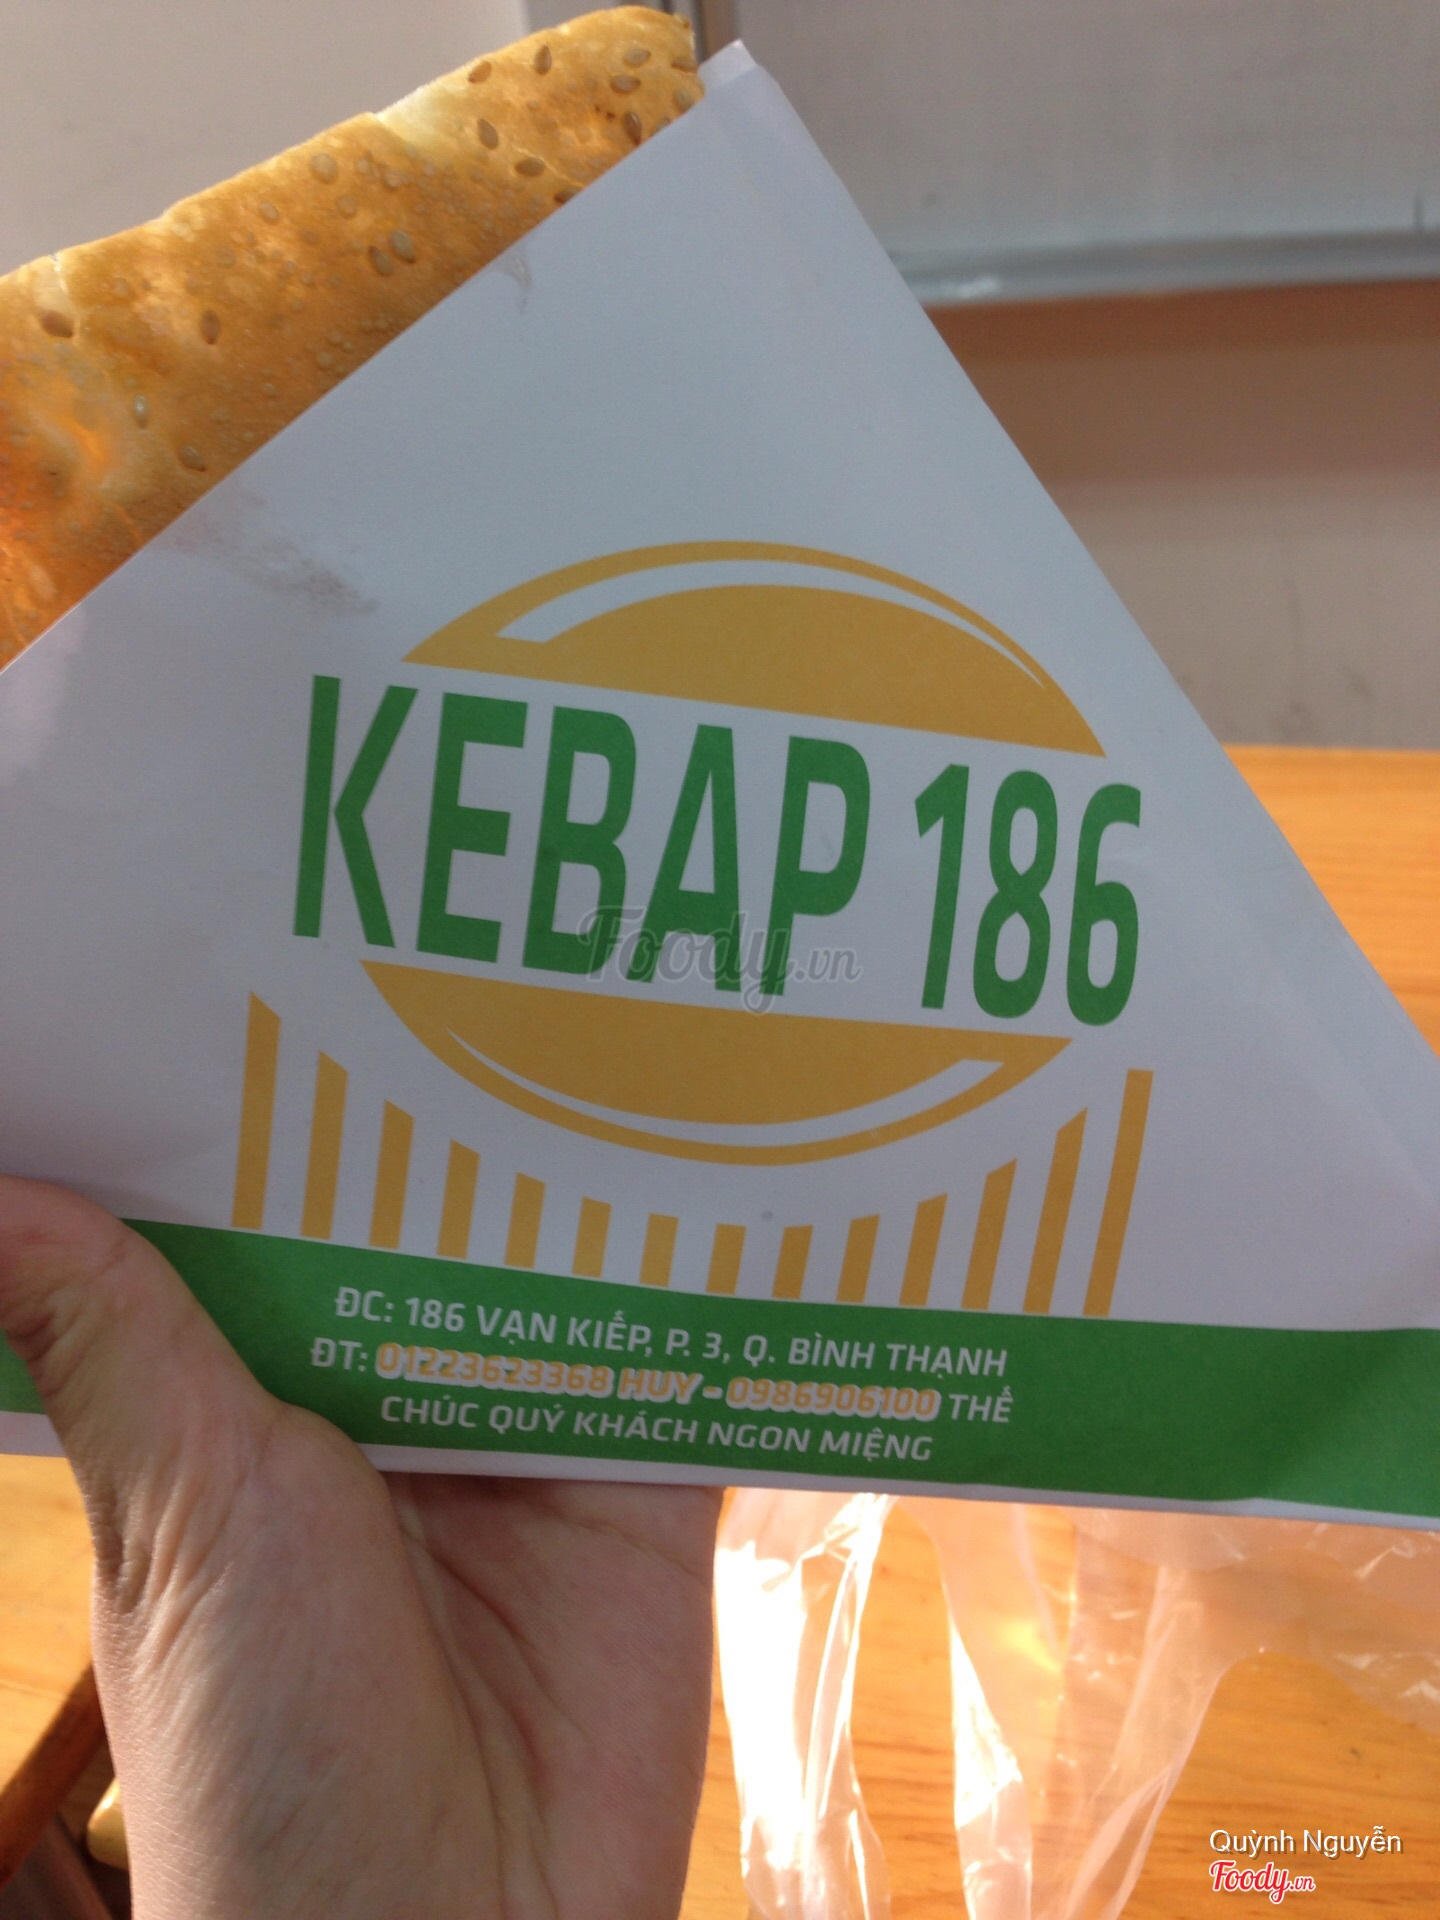 KEBAP 186
Foody.vn
ĐC: 186 VẠN KIẾP, P. 3, Q. BÌNH THẠNH
ĐT: 01223623368 HUY - 0986906100 THẾ
CHÚC QUÝ KHÁCH NGON MIỆNG
Quỳnh Nguyễn
Foody.vn